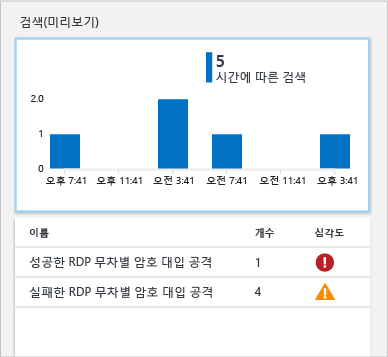 검색(미리보기)
5
시간에 따른 검색
2.0
1
0
오후 7:41 오후 11:41 오전 3:41 오전 7:41 오전 11:41 오후 3:41
이름 개수 심각도
성공한 RDP 무차별 암호 대입 공격 1
실패한 RDP 무차별 암호 대입 공격 4